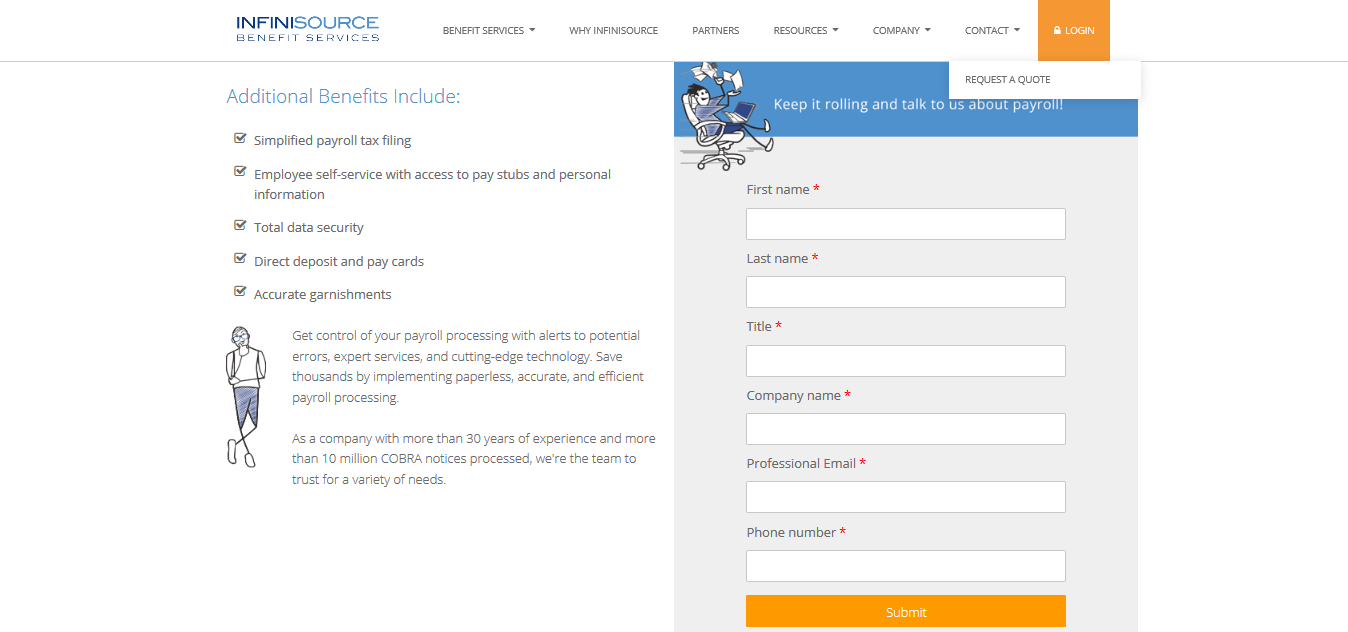 INFINISOURCE
BENEFIT SERVICES
BENEFIT SERVICES
WHY INFINISOURCE
PARTNERS
RESOURCES
COMPANY
CONTACT
LOGIN
REQUEST A QUOTE
Additional Benefits Include:
Simplified payroll tax filing
Employee self-service with access to pay stubs and personal
information
Total data security
Direct deposit and pay cards
Accurate garnishments
Get control of your payroll processing with alerts to potential
errors, expert services, and cutting-edge technology. Save
thousands by implementing paperless, accurate, and efficient
payroll processing.
As a company with more than 30 years of experience and more
than 10 million COBRA notices processed, we're the team to
trust for a variety of needs.
Keep it rolling and talk to us about payroll!
First name *
Last name *
Title *
Company name *
Professional Email *
Phone number *
Submit